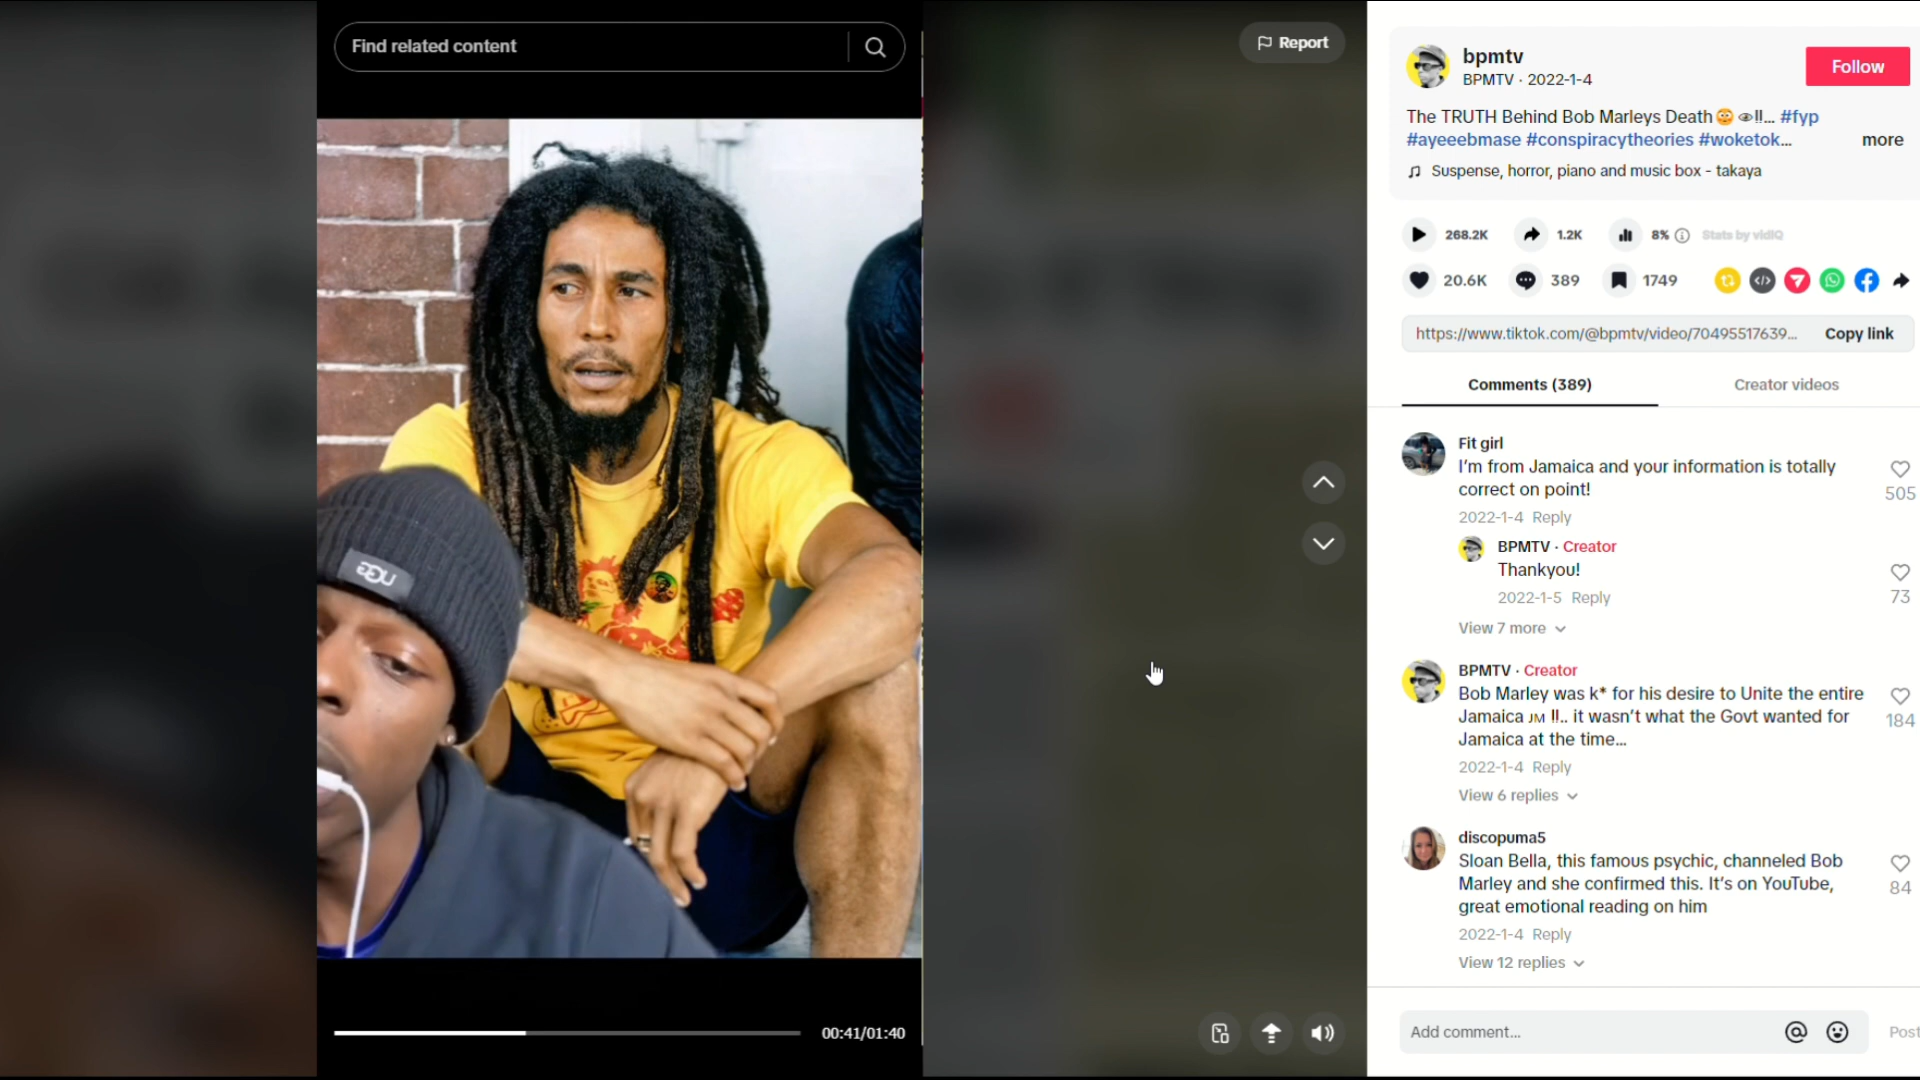 Find related content
Report
UGG
00:41/01:40
bpmtv
BPMTV · 2022-1-4
Follow
The TRUTH Behind Bob Marleys Death😳 👁‼... #fyp
#ayeeebmase #conspiracytheories #woketok...
more
Suspense, horror, piano and music box - takaya
268.2K
1.2K
8%
Stats by vidIQ
20.6K
389
1749
https://www.tiktok.com/@bpmtv/video/70495517639...
Copy link
Comments (389)
Creator videos
Fit girl
I'm from Jamaica and your information is totally
correct on point!
505
2022-1-4 Reply
BPMTV · Creator
Thankyou!
73
2022-1-5 Reply
View 7 more
BPMTV · Creator
Bob Marley was k* for his desire to Unite the entire
Jamaica JM ‼.. it wasn't what the Govt wanted for
Jamaica at the time...
184
2022-1-4 Reply
View 6 replies
discopuma5
Sloan Bella, this famous psychic, channeled Bob
Marley and she confirmed this. It's on YouTube,
great emotional reading on him
84
2022-1-4 Reply
View 12 replies
Add comment...
Post